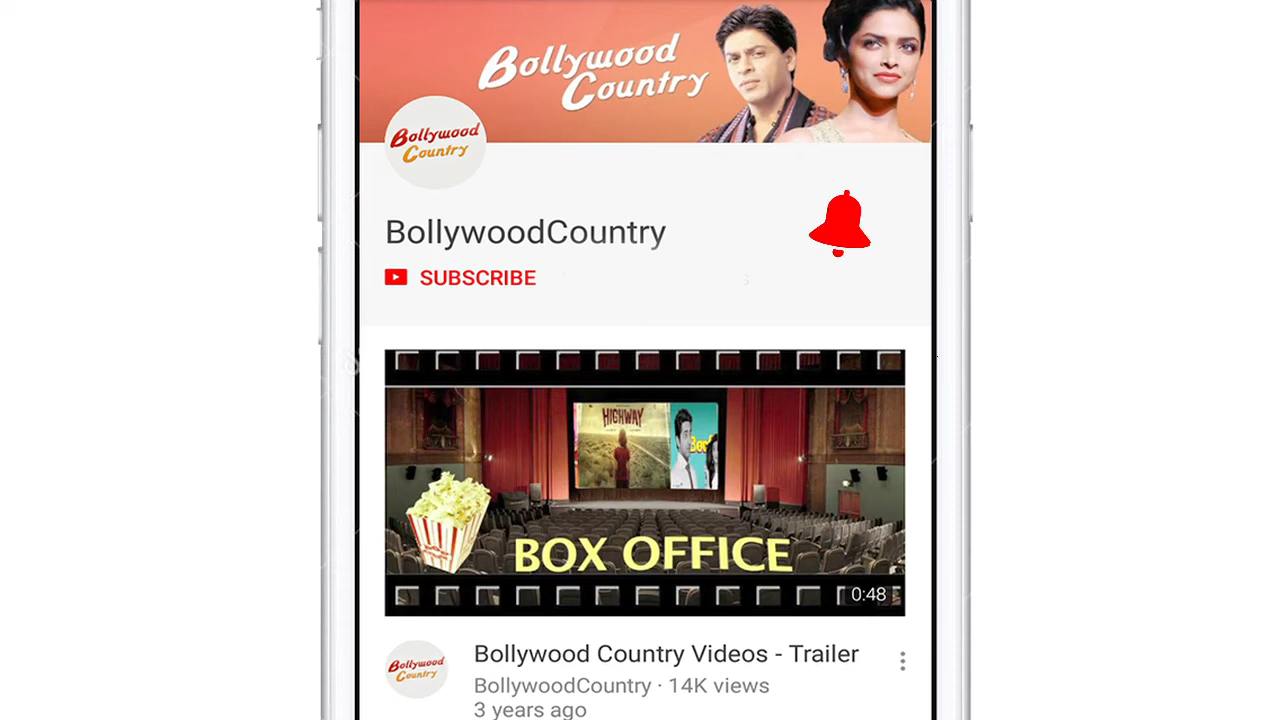 Bollywood
Country
Bollywood
Country
BollywoodCountry
SUBSCRIBE
HIGHWAY
BOX OFFICE
0:48
Bollywood Country Videos - Trailer
Bollywood
Country
BollywoodCountry · 14K views
3 years ago